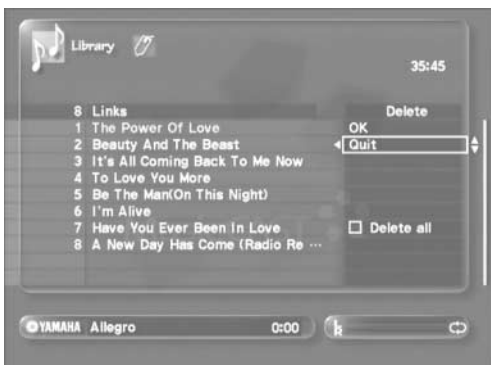 Library
35:45
8 Links
1 The Power Of Love
2 Beauty And The Beast
3 It's All Coming Back To Me Now
4 To Love You More
5 Be The Man(On This Night)
6 I'm Alive
7 Have You Ever Been In Love
8 A New Day Has Come (Radio Re ...
Delete
OK
Quit
Delete all
YAMAHA Allegro 0:00